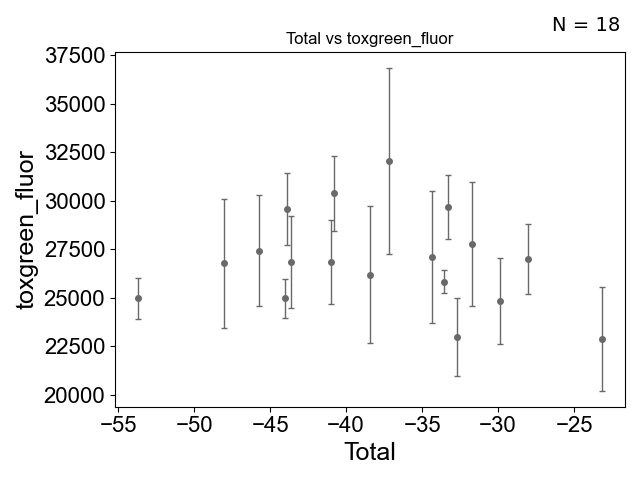 N = 18
Total vs toxgreen_fluor
37500
35000
32500
30000
27500
25000
22500
20000
toxgreen_fluor
−55 −50 −45 −40 −35 −30 −25
Total